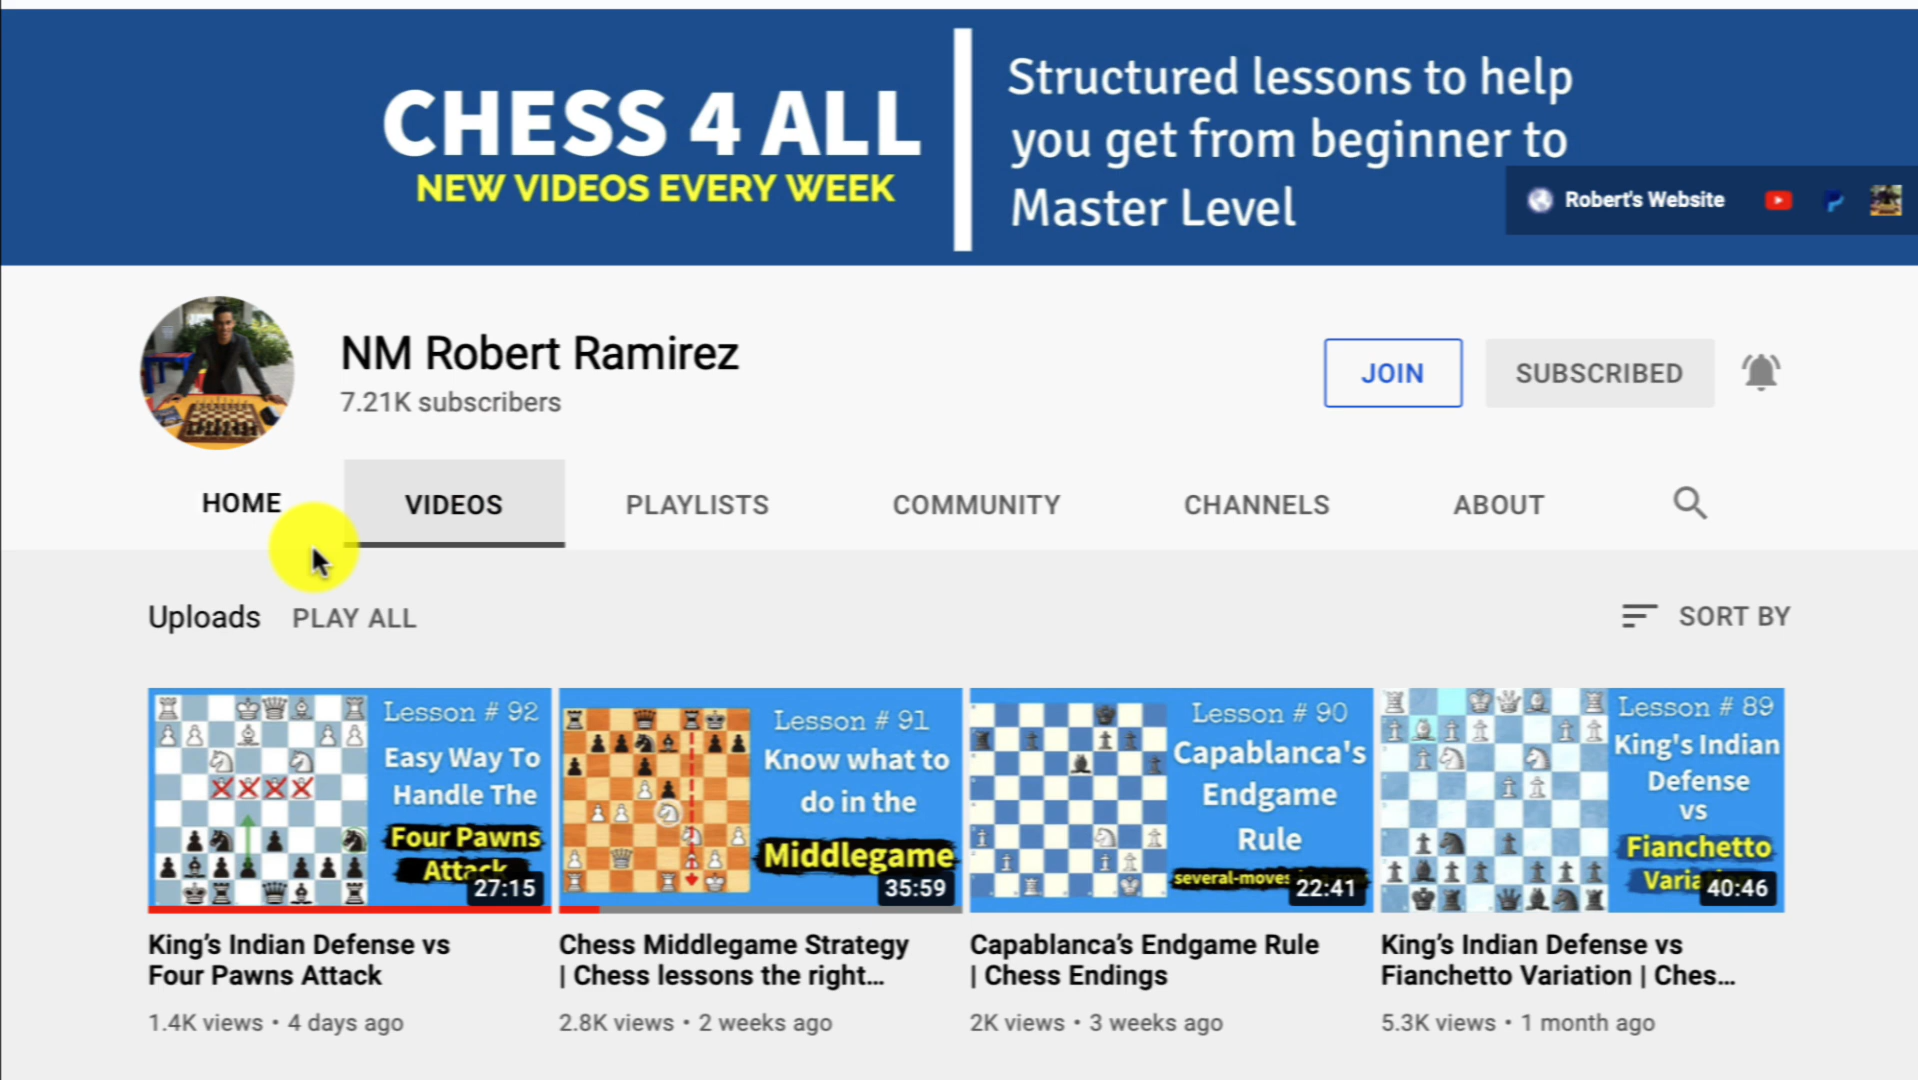 CHESS 4 ALL
NEW VIDEOS EVERY WEEK
Structured lessons to help
you get from beginner to
Master Level
Robert's Website
NM Robert Ramirez
7.21K subscribers
JOIN
SUBSCRIBED
HOME
VIDEOS
PLAYLISTS
COMMUNITY
CHANNELS
ABOUT
Uploads
PLAY ALL
SORT BY
Lesson # 92
Easy Way To
Handle The
Four Pawns
Attack
27:15
Lesson # 91
Know what to
do in the
Middlegame
35:59
Lesson # 90
Capablanca's
Endgame
Rule
several-moves
22:41
Lesson # 89
King's Indian
Defense
vs
Fianchetto
40:46
King's Indian Defense vs
Four Pawns Attack
1.4K views • 4 days ago
Chess Middlegame Strategy
| Chess lessons the right...
2.8K views • 2 weeks ago
Capablanca's Endgame Rule
| Chess Endings
2K views • 3 weeks ago
King's Indian Defense vs
Fianchetto Variation | Ches...
5.3K views • 1 month ago